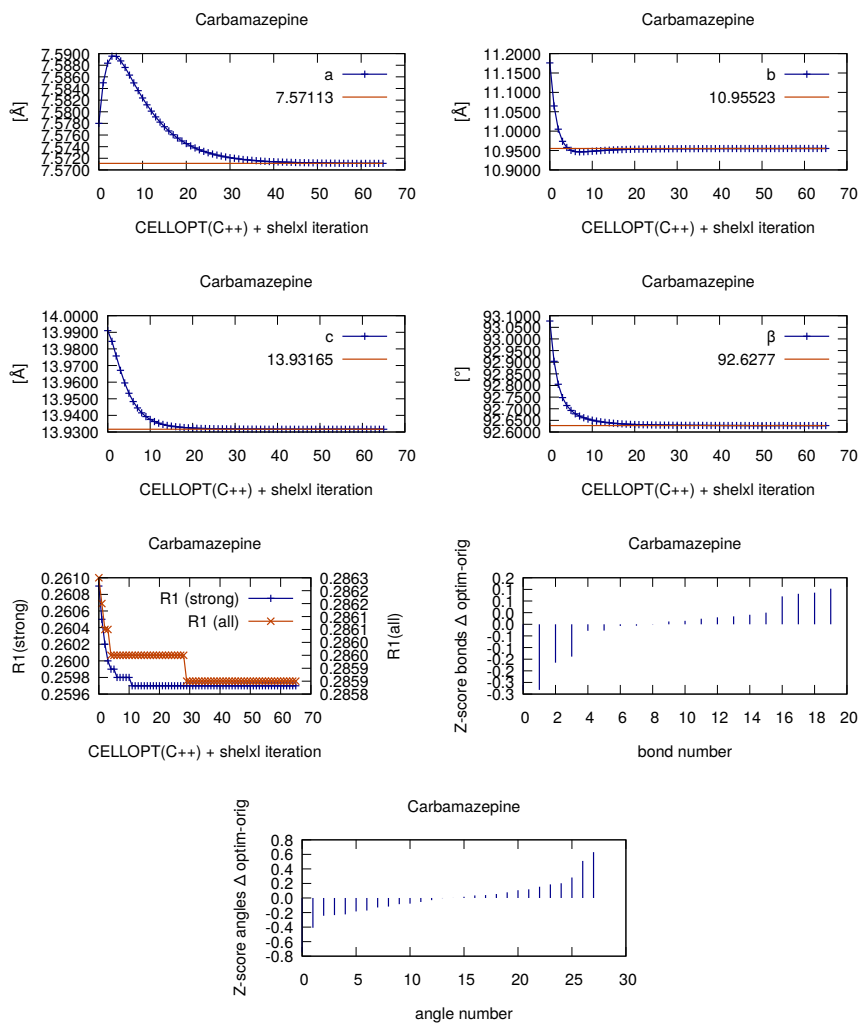 Carbamazepine
[Å]
7.5900
7.5880
7.5860
7.5840
7.5820
7.5800
7.5780
7.5760
7.5740
7.5720
7.5700
a
7.57113
0 10 20 30 40 50 60 70
CELLOPT(C++) + shelxl iteration
Carbamazepine
[Å]
11.2000
11.1500
11.1000
11.0500
11.0000
10.9500
10.9000
b
10.95523
0 10 20 30 40 50 60 70
CELLOPT(C++) + shelxl iteration
Carbamazepine
[Å]
14.0000
13.9900
13.9800
13.9700
13.9600
13.9500
13.9400
13.9300
c
13.93165
0 10 20 30 40 50 60 70
CELLOPT(C++) + shelxl iteration
Carbamazepine
[°]
93.1000
93.0500
93.0000
92.9500
92.9000
92.8500
92.8000
92.7500
92.7000
92.6500
92.6000
β
92.6277
0 10 20 30 40 50 60 70
CELLOPT(C++) + shelxl iteration
Carbamazepine
R1(strong)
0.2610
0.2608
0.2606
0.2604
0.2602
0.2600
0.2598
0.2596
R1 (strong)
R1 (all)
0.2863
0.2862
0.2862
0.2861
0.2861
0.2860
0.2860
0.2859
0.2859
0.2858
R1(all)
0 10 20 30 40 50 60 70
CELLOPT(C++) + shelxl iteration
Carbamazepine
Z-score bonds Δ optim-orig
0.2
0.1
0.1
0.0
-0.1
-0.1
-0.2
-0.2
-0.3
-0.3
0 2 4 6 8 10 12 14 16 18 20
bond number
Carbamazepine
Z-score angles Δ optim-orig
0.8
0.6
0.4
0.2
0.0
-0.2
-0.4
-0.6
-0.8
0 5 10 15 20 25 30
angle number